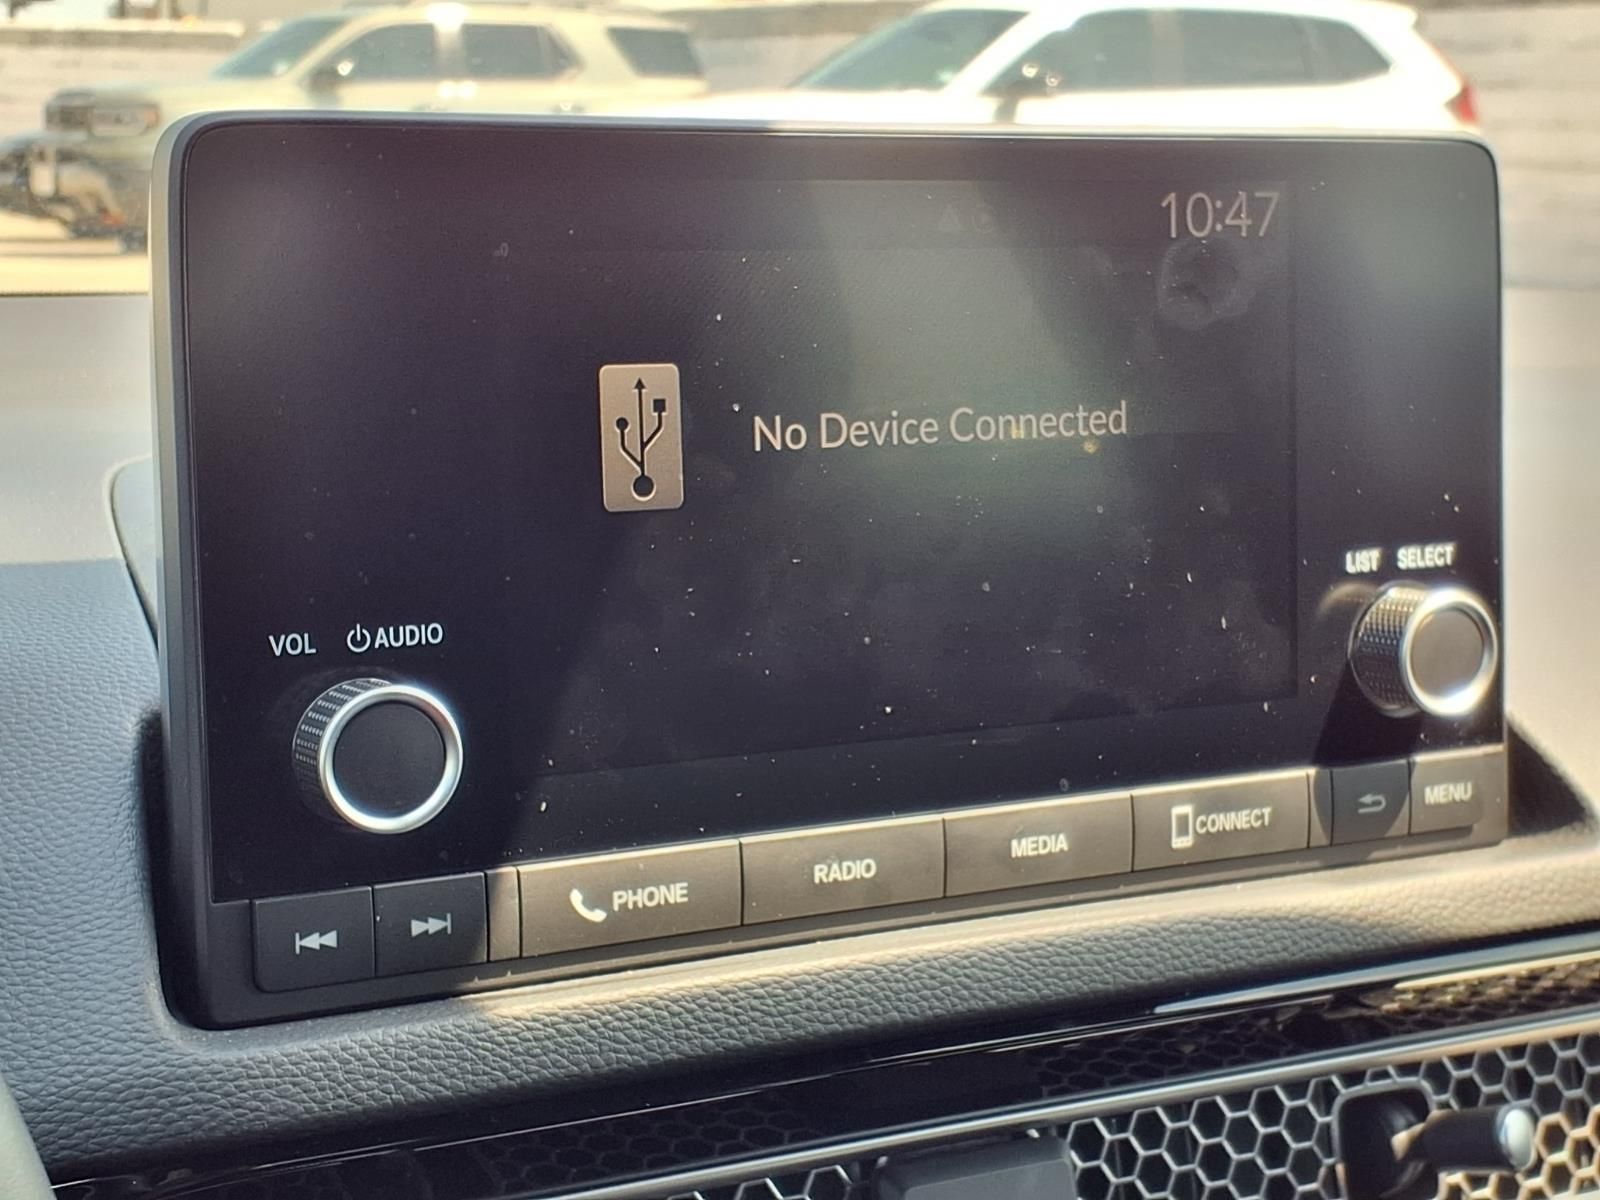 10:47
No Device Connected
LIST SELECT
VOL AUDIO
PHONE
RADIO
MEDIA
CONNECT
MENU